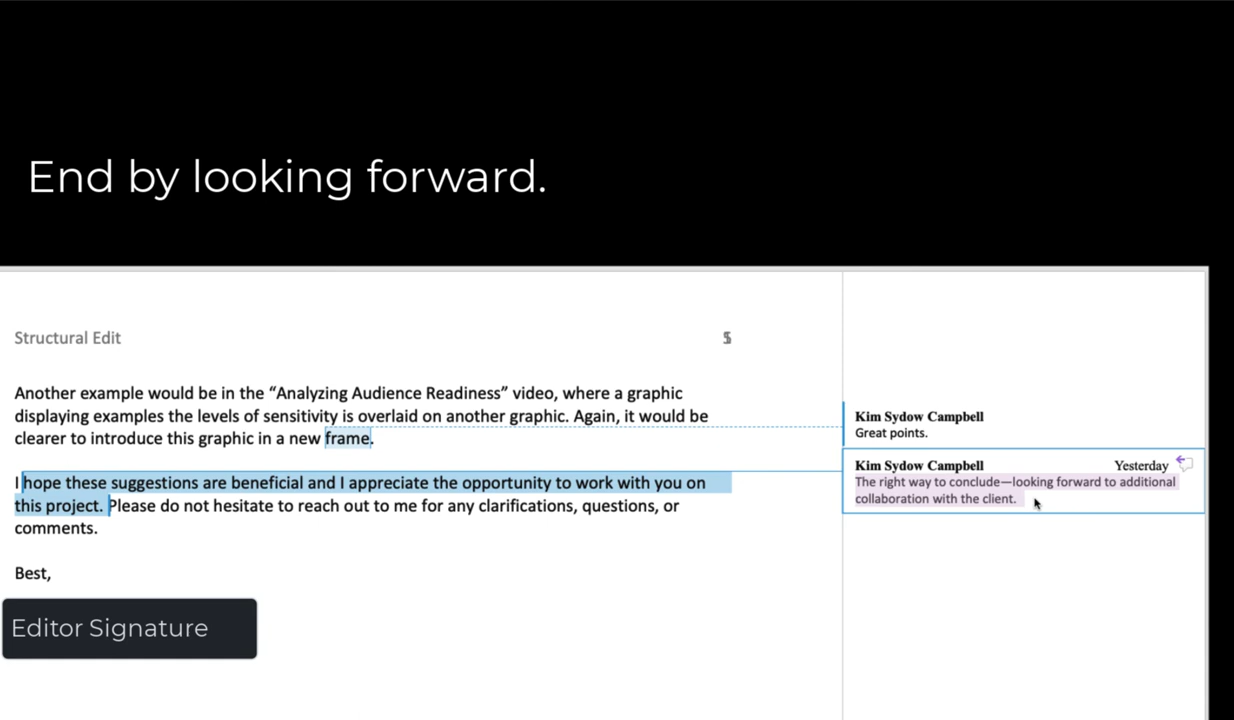 End by looking forward.
Structural Edit 5
Another example would be in the “Analyzing Audience Readiness” video, where a graphic
displaying examples the levels of sensitivity is overlaid on another graphic. Again, it would be
clearer to introduce this graphic in a new frame.
I hope these suggestions are beneficial and I appreciate the opportunity to work with you on
this project. Please do not hesitate to reach out to me for any clarifications, questions, or
comments.
Best,
Editor Signature
Kim Sydow Campbell
Great points.
Kim Sydow Campbell Yesterday
The right way to conclude—looking forward to additional
collaboration with the client.